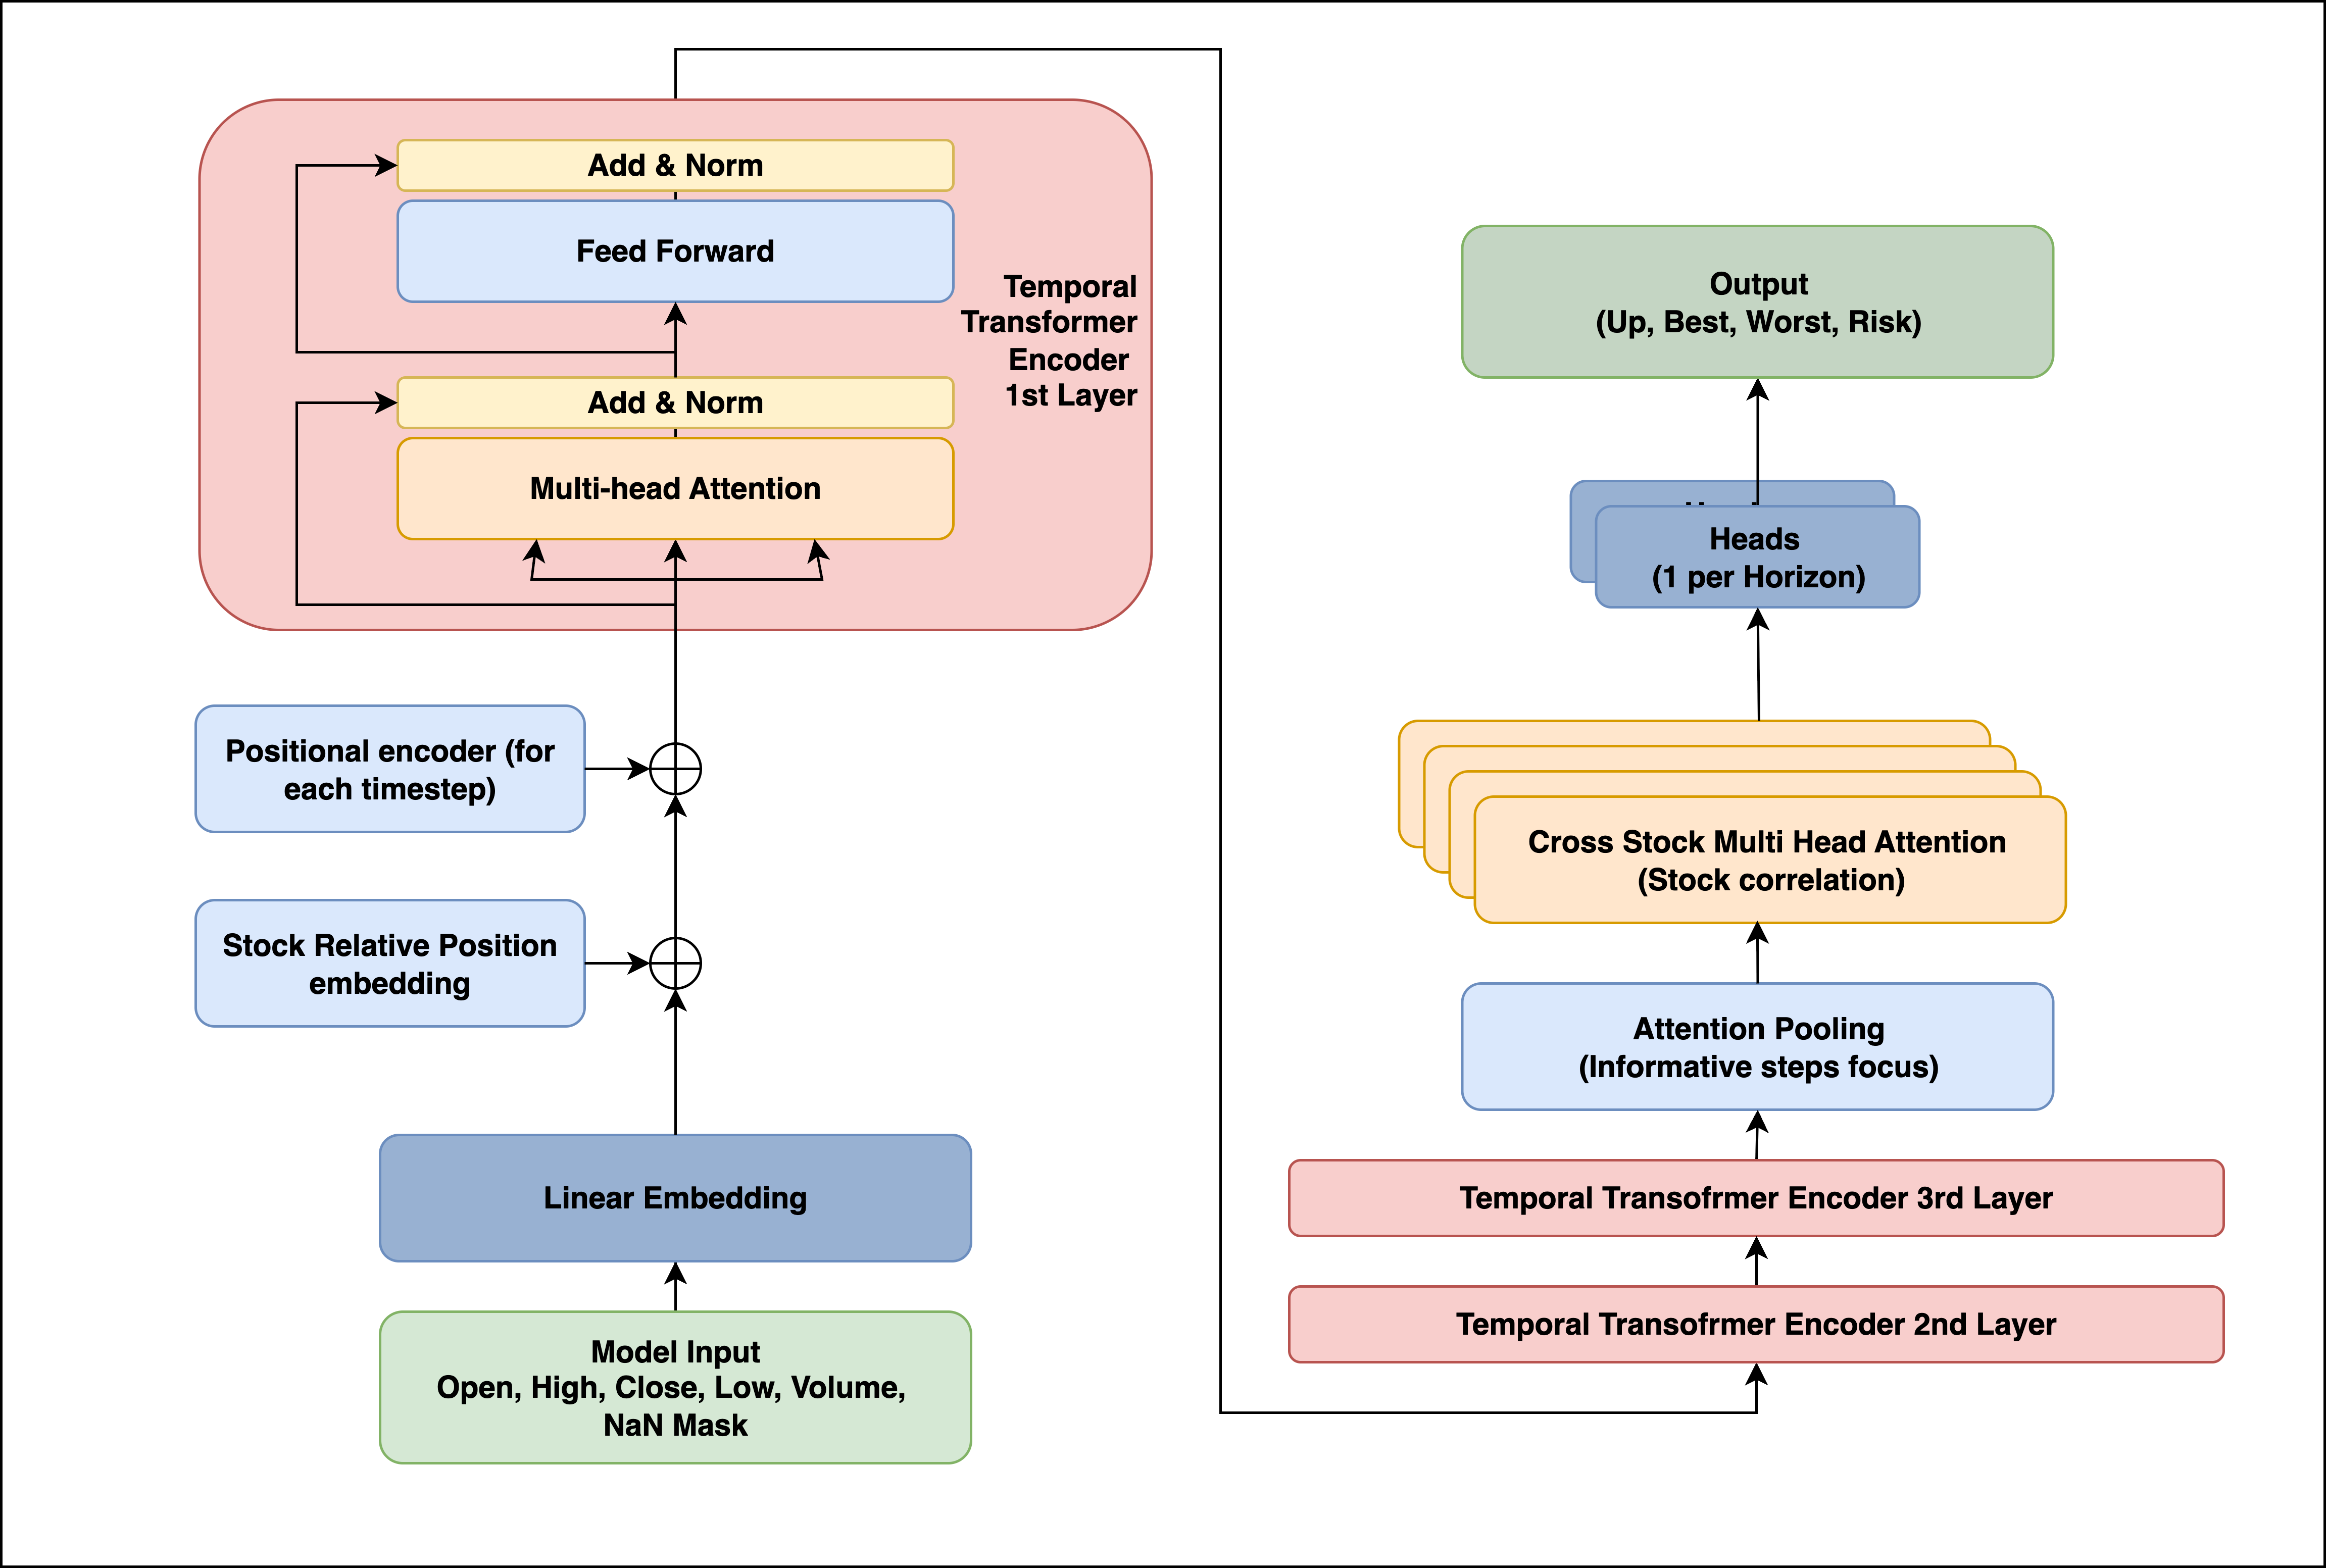 Add & Norm
Feed Forward
Temporal
Transformer
Encoder
1st Layer
Add & Norm
Multi-head Attention
Positional encoder (for
each timestep)
Stock Relative Position
embedding
Linear Embedding
Model Input
Open, High, Close, Low, Volume,
NaN Mask
Output
(Up, Best, Worst, Risk)
Heads
(1 per Horizon)
Cross Stock Multi Head Attention
(Stock correlation)
Attention Pooling
(Informative steps focus)
Temporal Transofrmer Encoder 3rd Layer
Temporal Transofrmer Encoder 2nd Layer